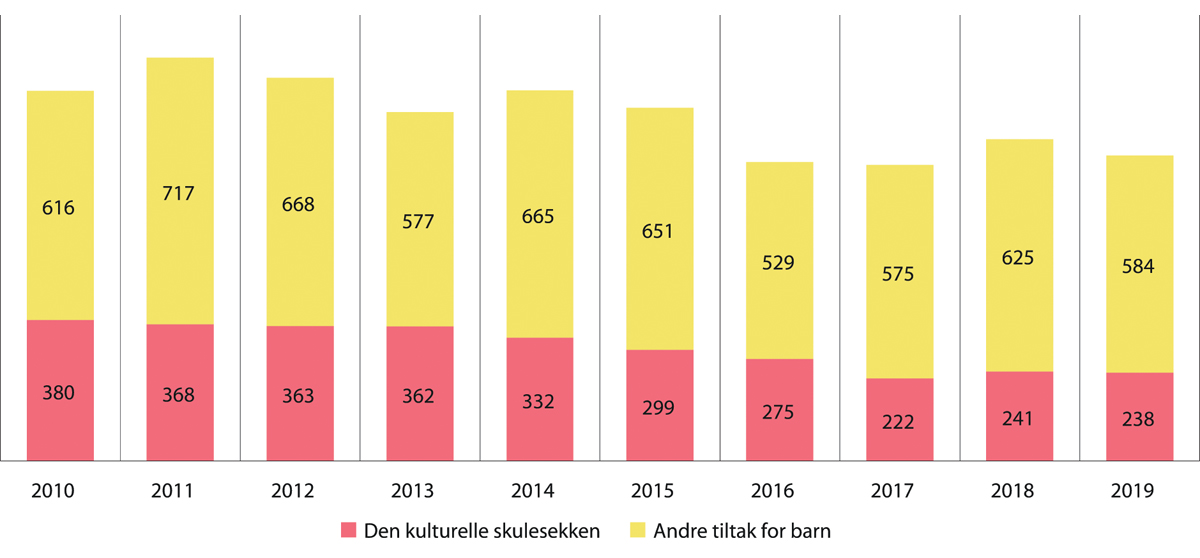 616 717 668 577 665 651 529 575 625 584
380 368 363 362 332 299 275 222 241 238
2010 2011 2012 2013 2014 2015 2016 2017 2018 2019
Den kulturelle skulesekken Andre tiltak for barn